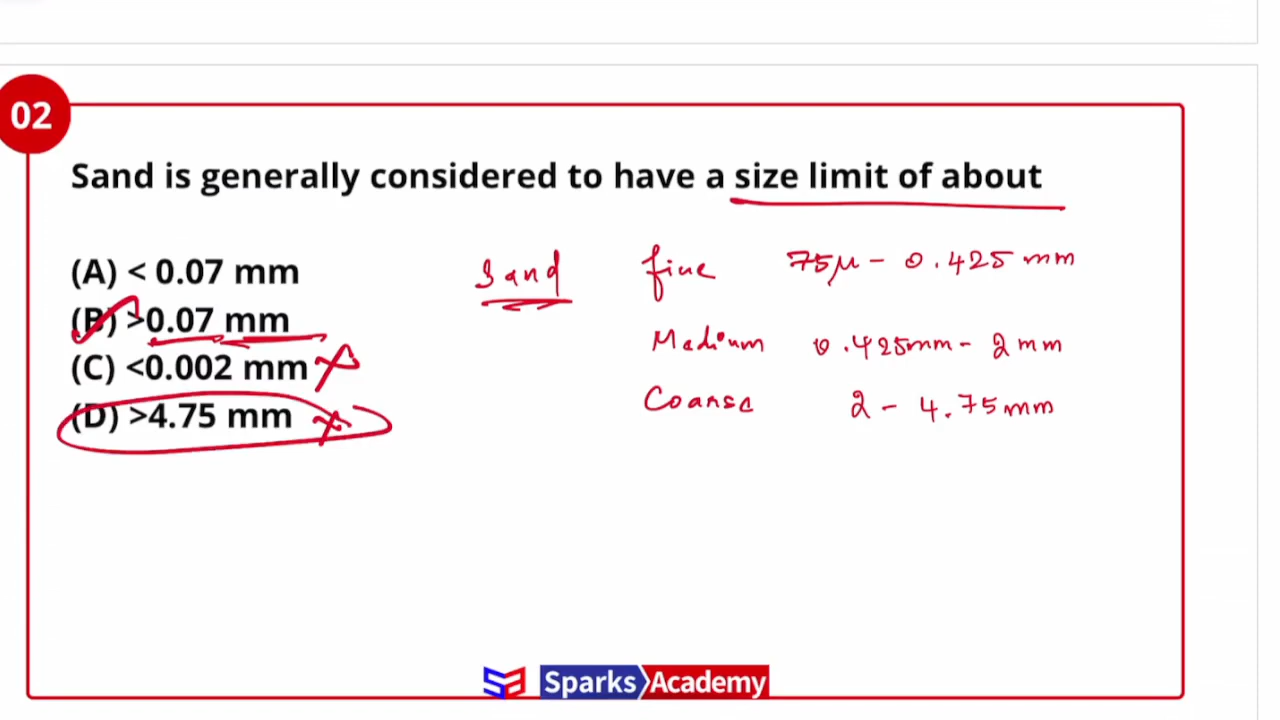 02
Sand is generally considered to have a size limit of about
(A) < 0.07 mm
(B) >0.07 mm
(C) <0.002 mm
(D) >4.75 mm
Sand fine 75μ - 0.425 mm
Medium 0.425mm - 2 mm
Coarse 2 - 4.75mm
Sparks Academy